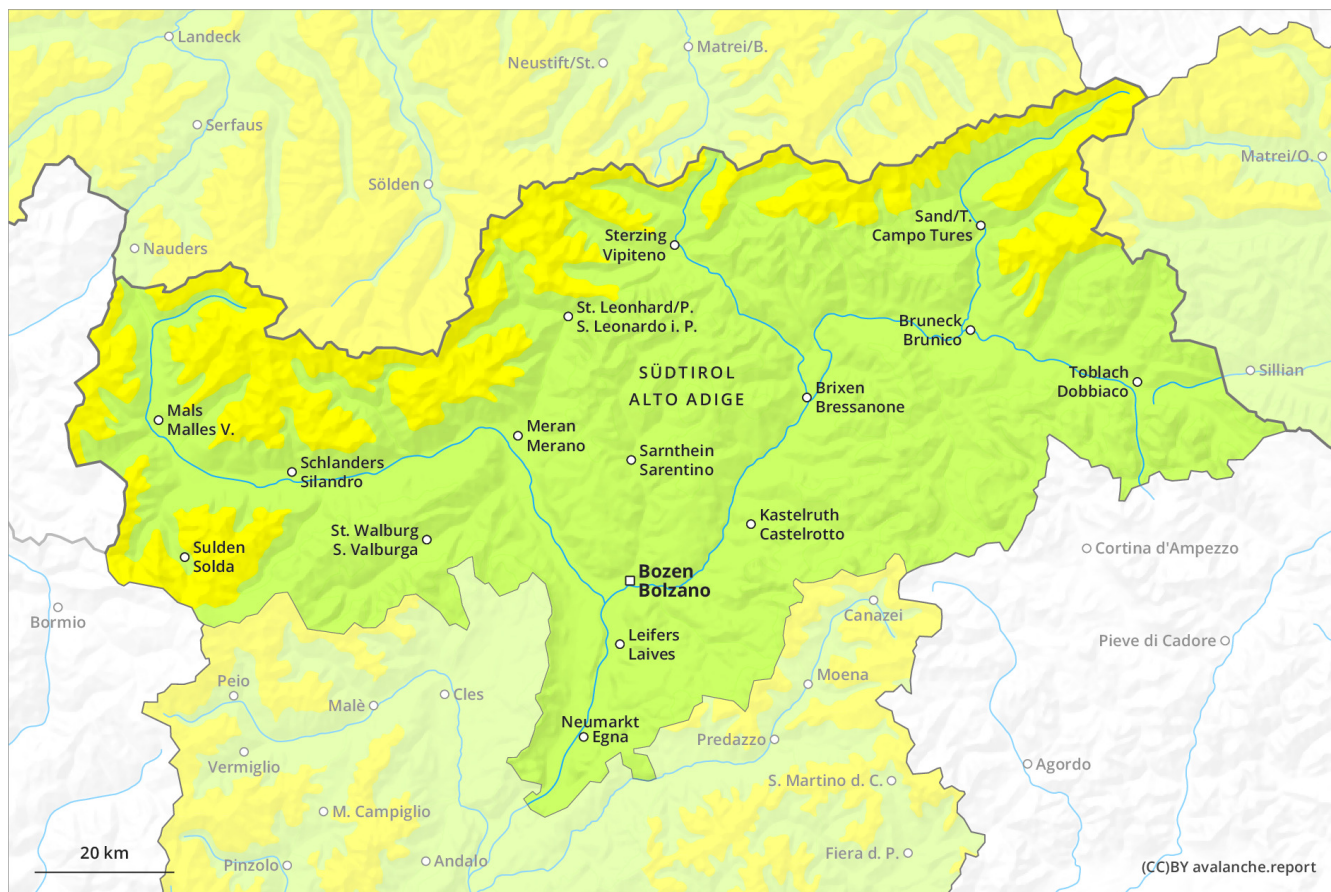 Landeck
Matrei/B.
Neustift/St.
Serfaus
Matrei/O.
Sölden
Sand/T.
Campo Tures
Sterzing
Vipiteno
Nauders
St. Leonhard/P.
S. Leonardo i. P.
Bruneck
Brunico
SÜDTIROL
ALTO ADIGE
Toblach
Dobbiaco
Sillian
Brixen
Bressanone
Mals
Malles V.
Meran
Merano
Sarnthein
Sarentino
Schlanders
Silandro
Kastelruth
Castelrotto
St. Walburg
S. Valburga
Sulden
Solda
Cortina d'Ampezzo
Bozen
Bolzano
Bormio
Canazei
Leifers
Laives
Pieve di Cadore
Peio
Moena
Cles
Malè
Neumarkt
Egna
Predazzo
Vermiglio
Agordo
S. Martino d. C.
M. Campiglio
20 km
Pinzolo
Andalo
Fiera d. P.
(CC)BY avalanche.report